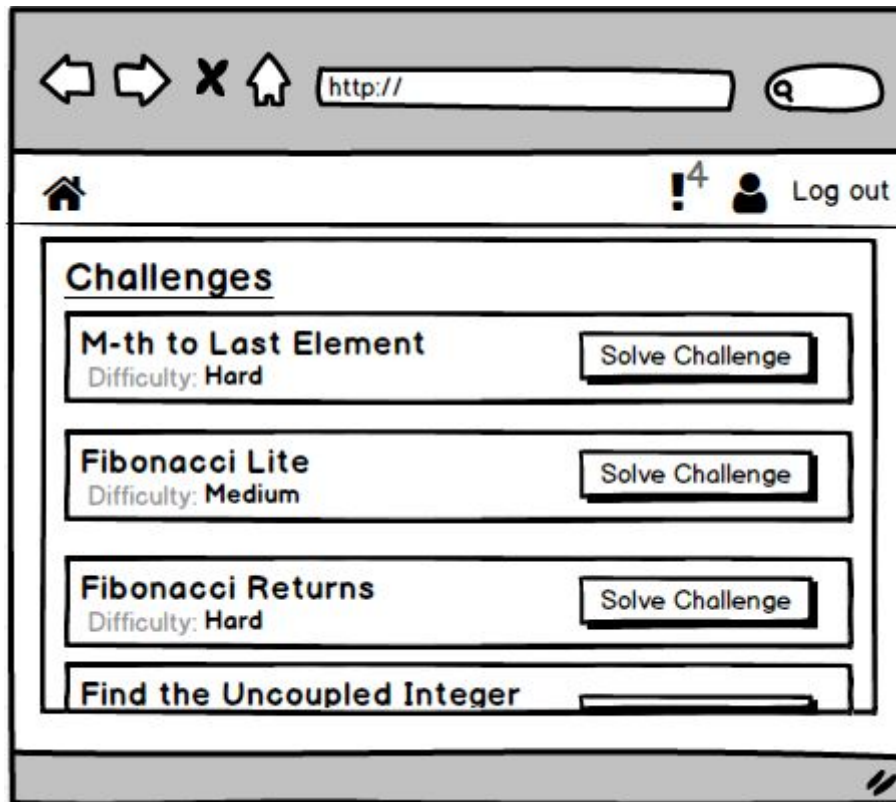 http://
!4 Log out
Challenges
M-th to Last Element
Solve Challenge
Difficulty: Hard
Fibonacci Lite
Solve Challenge
Difficulty: Medium
Fibonacci Returns
Solve Challenge
Difficulty: Hard
Find the Uncoupled Integer